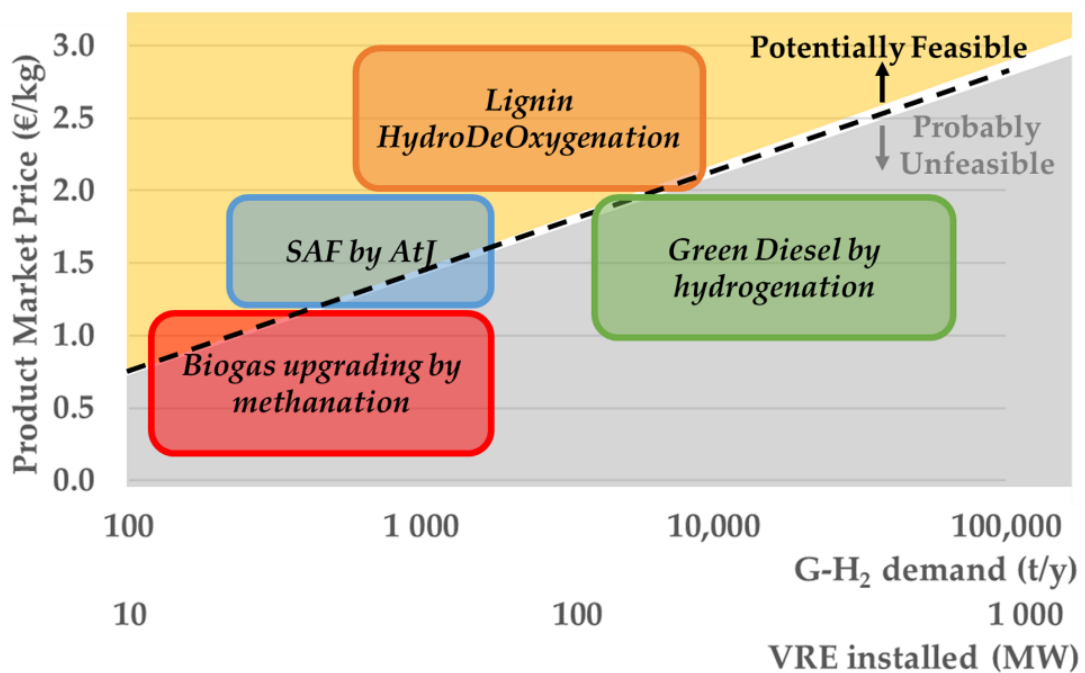 Product Market Price (€/kg)
3.0
2.5
2.0
1.5
1.0
0.5
0.0
Potentially Feasible
Probably
Unfeasible
Lignin
HydroDeOxygenation
SAF by AtJ
Green Diesel by
hydrogenation
Biogas upgrading by
methanation
100 1 000 10,000 100,000
G-H₂ demand (t/y)
10 100 1 000
VRE installed (MW)